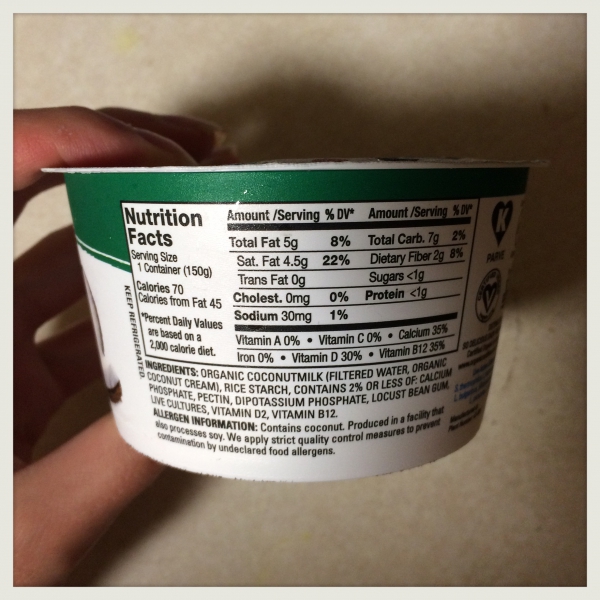 Nutrition
Facts
Serving Size
1 Container (150g)
Calories 70
Calories from Fat 45
*Percent Daily Values
are based on a
2,000 calorie diet.
Amount /Serving % DV* Amount /Serving % DV*
Total Fat 5g 8% Total Carb. 7g 2%
Sat. Fat 4.5g 22% Dietary Fiber 2g 8%
Trans Fat 0g Sugars <1g
Cholest. 0mg 0% Protein <1g
Sodium 30mg 1%
Vitamin A 0% • Vitamin C 0% • Calcium 35%
Iron 0% • Vitamin D 30% • Vitamin B12 35%
KEEP REFRIGERATED
INGREDIENTS: ORGANIC COCONUTMILK (FILTERED WATER, ORGANIC
COCONUT CREAM), RICE STARCH, CONTAINS 2% OR LESS OF: CALCIUM
PHOSPHATE, PECTIN, DIPOTASSIUM PHOSPHATE, LOCUST BEAN GUM,
LIVE CULTURES, VITAMIN D2, VITAMIN B12.
ALLERGEN INFORMATION: Contains coconut. Produced in a facility that
also processes soy. We apply strict quality control measures to prevent
contamination by undeclared food allergens.
K
PARVE